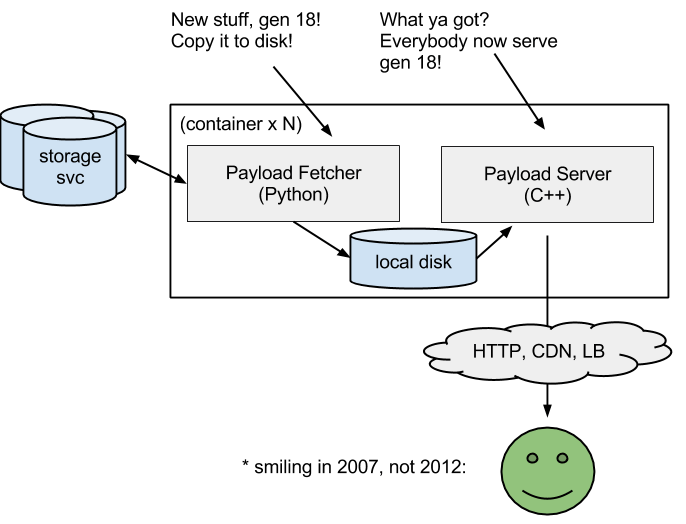 New stuff, gen 18!
Copy it to disk!
What ya got?
Everybody now serve
gen 18!
(container x N)
storage
svc
Payload Fetcher
(Python)
Payload Server
(C++)
local disk
HTTP, CDN, LB
* smiling in 2007, not 2012: